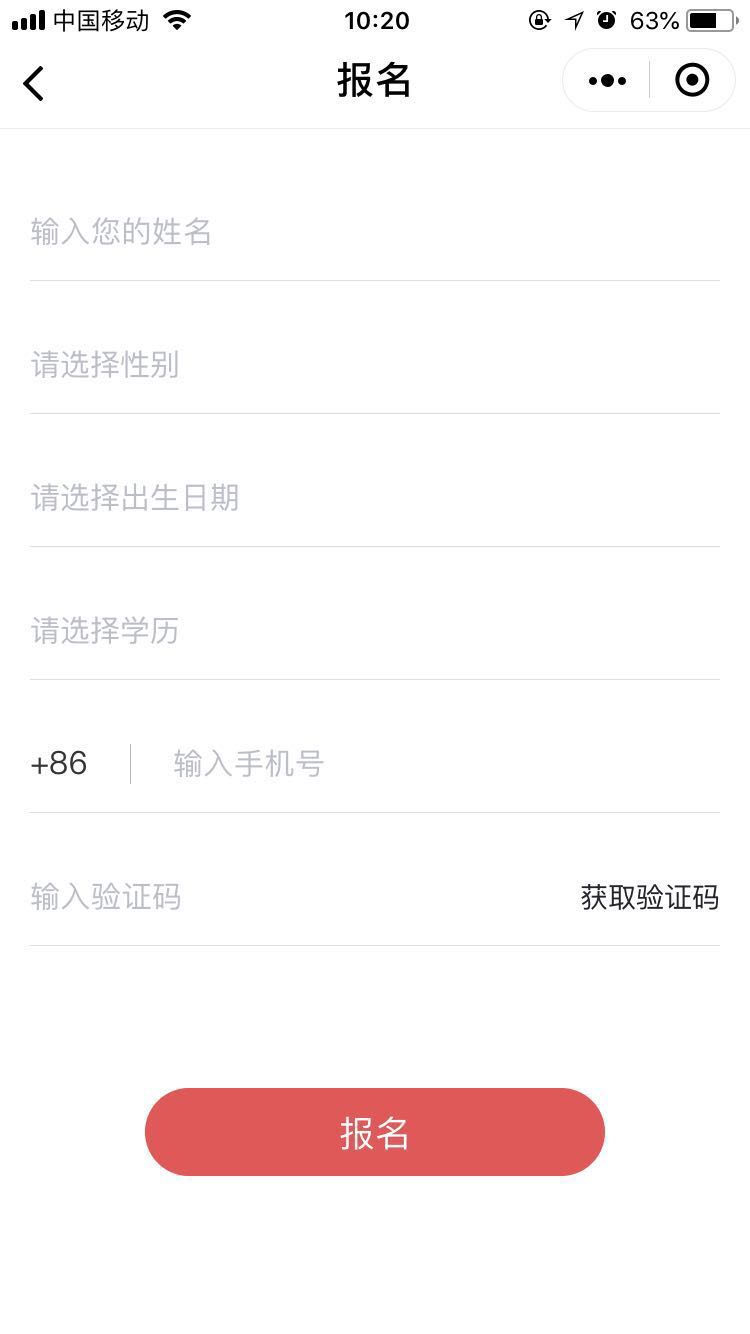 中国移动 10:20 63%
报名
输入您的姓名
请选择性别
请选择出生日期
请选择学历
+86 输入手机号
输入验证码 获取验证码
报名